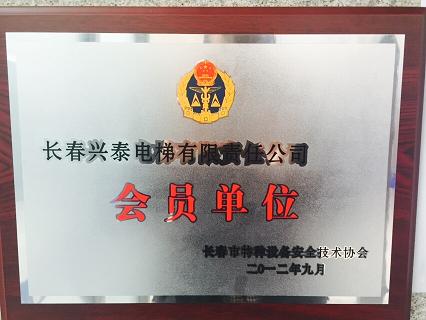 长春兴泰电梯有限责任公司
会员单位
长春市特种设备安全技术协会
二〇一二年九月